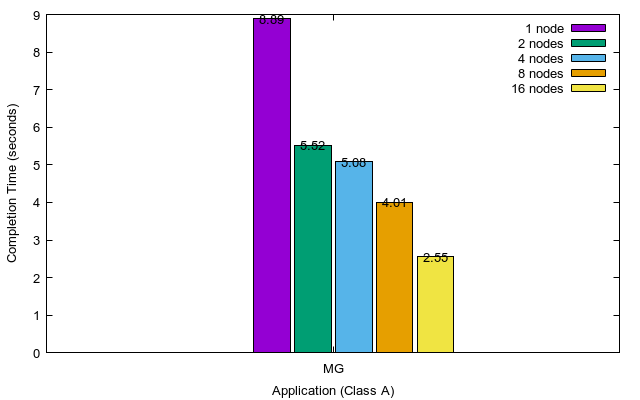 9
8
7
6
5
4
3
2
1
0
Completion Time (seconds)
1 node
2 nodes
4 nodes
8 nodes
16 nodes
8.89
5.52
5.08
4.01
2.55
MG
Application (Class A)